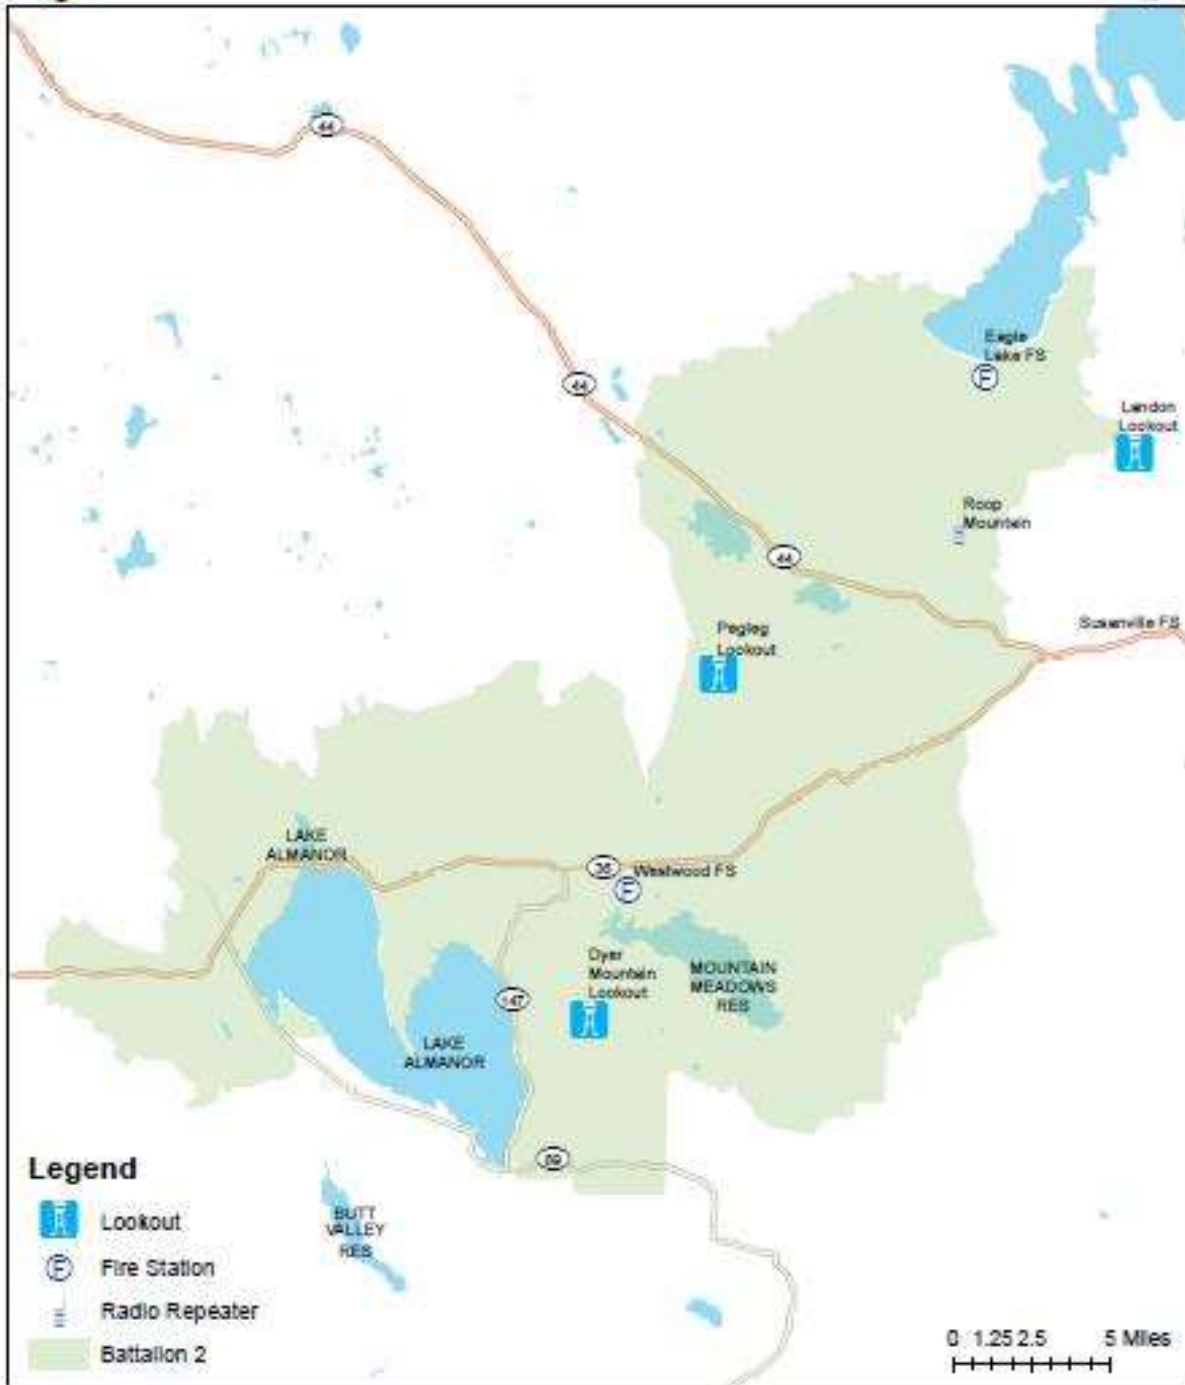 44
44
Eagle
Lake FS
F
Landon
Lookout
Roop
Mountain
44
Susanville FS
Pegleg
Lookout
LAKE
ALMANOR
36
Westwood FS
F
Dyer
Mountain
Lookout
MOUNTAIN
MEADOWS
RES
147
LAKE
ALMANOR
89
BUTT
VALLEY
RES
Legend
Lookout
F Fire Station
Radio Repeater
Battalion 2
0 1.25 2.5 5 Miles